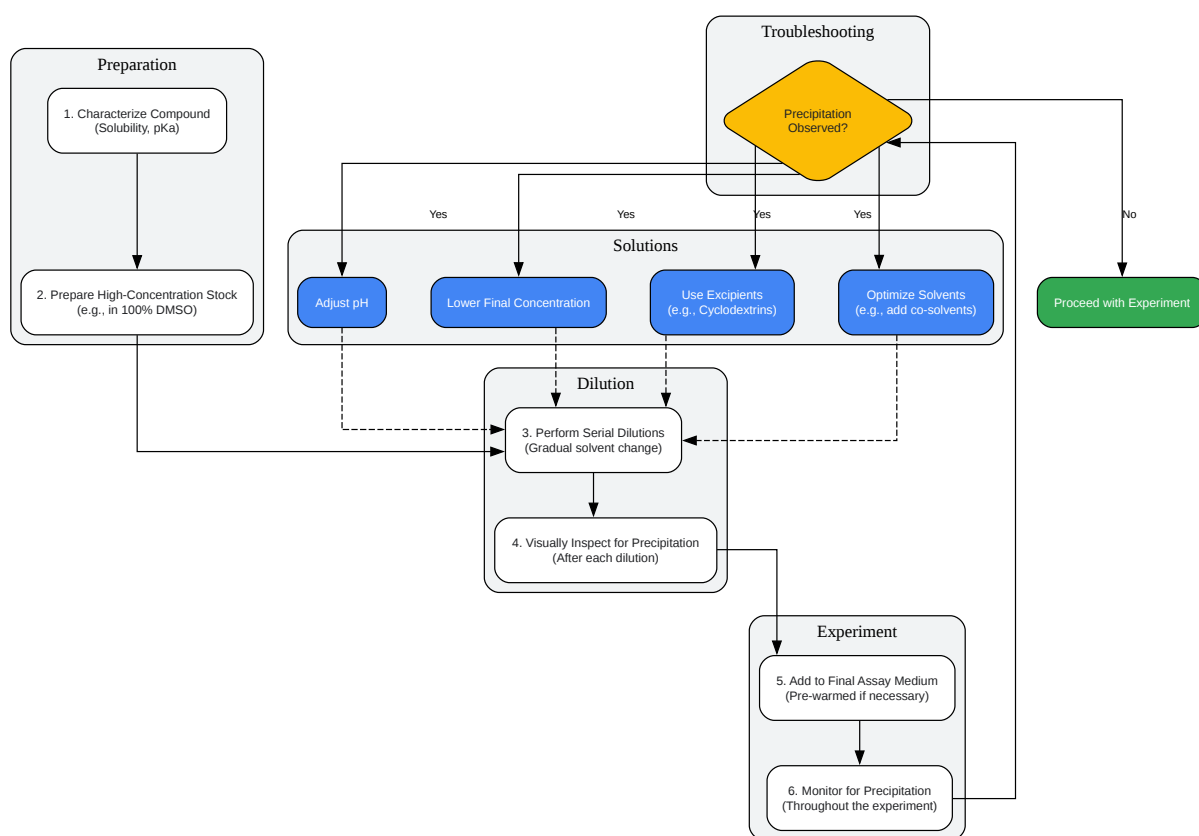 Troubleshooting
Precipitation
Observed?
Preparation
1. Characterize Compound
(Solubility, pKa)
2. Prepare High-Concentration Stock
(e.g., in 100% DMSO)
Yes
Yes
Yes
Yes
No
Solutions
Adjust pH
Lower Final Concentration
Use Excipients
(e.g., Cyclodextrins)
Optimize Solvents
(e.g., add co-solvents)
Proceed with Experiment
Dilution
3. Perform Serial Dilutions
(Gradual solvent change)
4. Visually Inspect for Precipitation
(After each dilution)
Experiment
5. Add to Final Assay Medium
(Pre-warmed if necessary)
6. Monitor for Precipitation
(Throughout the experiment)